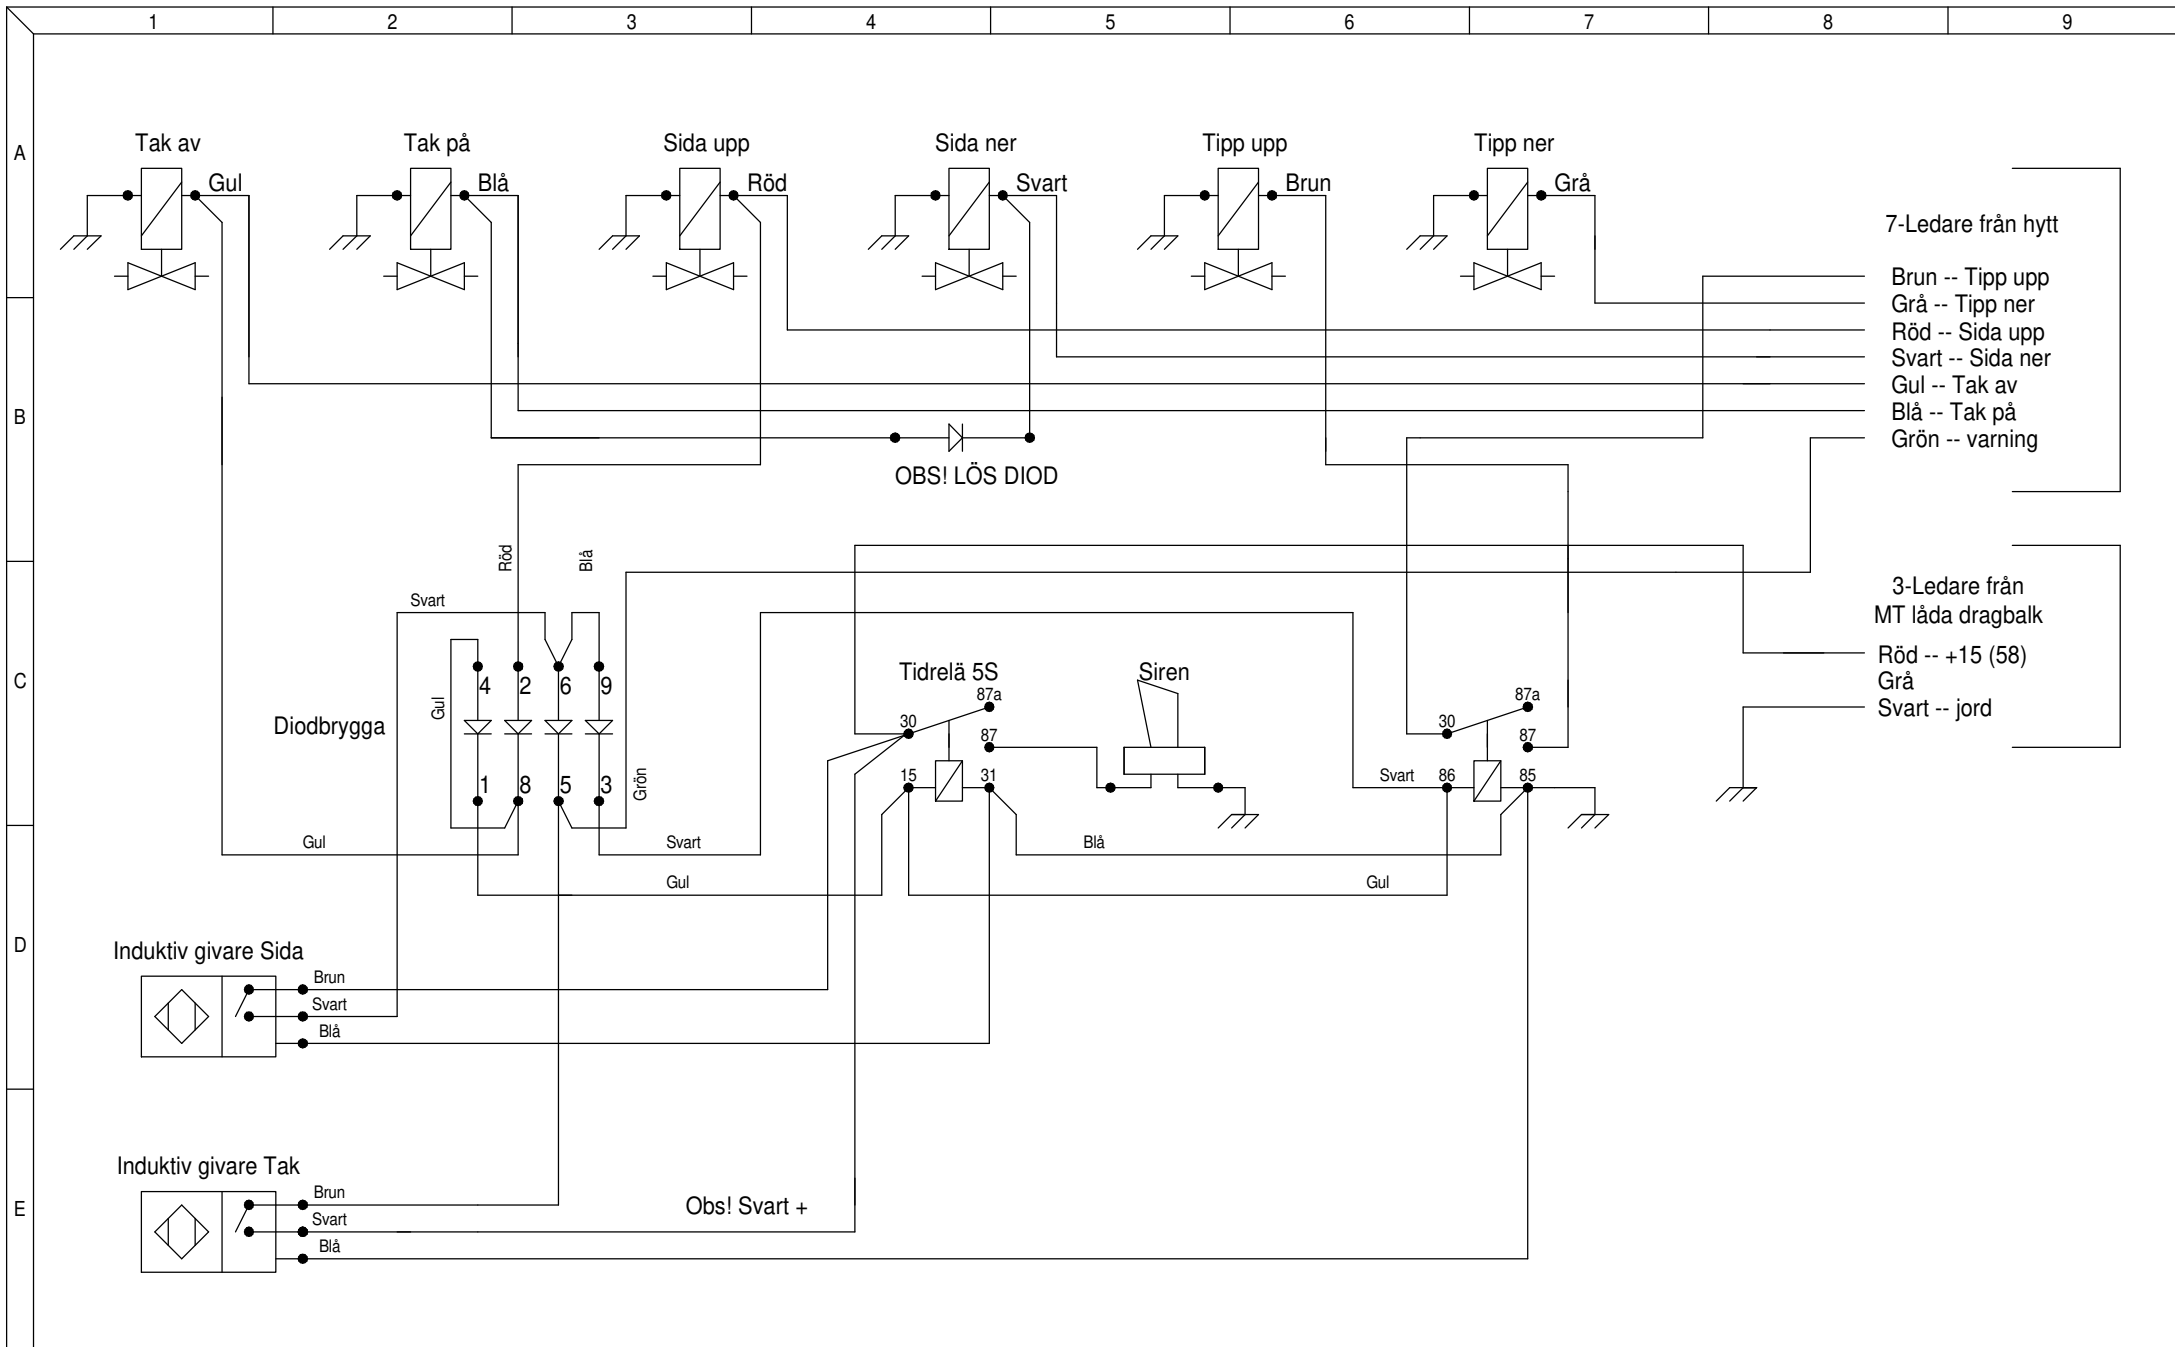 1 2 3 4 5 6 7 8 9
A
Tak av
Tak på
Sida upp
Sida ner
Tipp upp
Tipp ner
Gul
Blå
Röd
Svart
Brun
Grå
7-Ledare från hytt
Brun -- Tipp upp
Grå -- Tipp ner
Röd -- Sida upp
Svart -- Sida ner
Gul -- Tak av
Blå -- Tak på
Grön -- varning
B
OBS! LÖS DIOD
Röd
Blå
Svart
3-Ledare från
MT låda dragbalk
Röd -- +15 (58)
Grå
Svart -- jord
C
Diodbrygga
Gul
4 2 6 9
1 8 5 3
Grön
Tidrelä 5S
87a
30
87
15
31
Siren
87a
30
87
Svart
86
85
Gul
Svart
Blå
Gul
Gul
D
Induktiv givare Sida
Brun
Svart
Blå
E
Induktiv givare Tak
Brun
Svart
Blå
Obs! Svart +